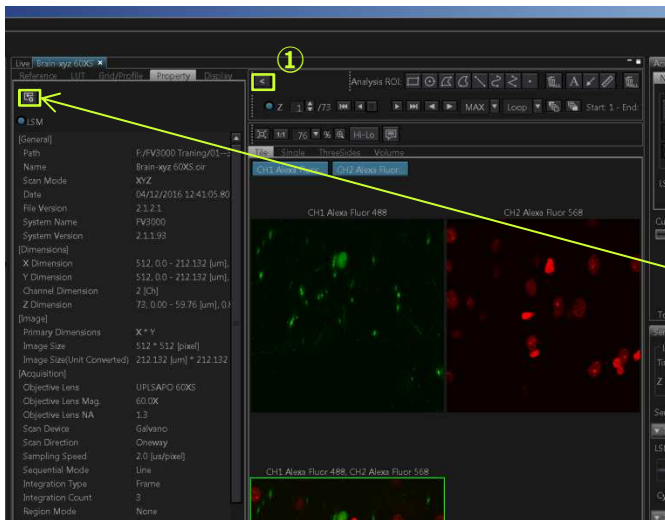 Live Brain-xyz 60XS ×
Reference LUT Grid/Profile Property Display
LSM
[General]
Path F:/FV3000 Traning/01--
Name Brain-xyz 60XS.oir
Scan Mode XYZ
Date 04/12/2016 12:41:05.80
File Version 2.1.2.1
System Name FV3000
System Version 2.1.1.93
[Dimensions]
X Dimension 512, 0.0 - 212.132 [um],
Y Dimension 512, 0.0 - 212.132 [um],
Channel Dimension 2 [Ch]
Z Dimension 73, 0.00 - 59.76 [um], 0.
[Image]
Primary Dimensions X * Y
Image Size 512 * 512 [pixel]
Image Size(Unit Converted) 212.132 [um] * 212.132
[Acquisition]
Objective Lens UPLSAPO 60XS
Objective Lens Mag. 60.0X
Objective Lens NA 1.3
Scan Device Galvano
Scan Direction Oneway
Sampling Speed 2.0 [us/pixel]
Sequential Mode Line
Integration Type Frame
Integration Count 3
Region Mode None
①
< Analysis ROI:
Z 1 /73 MAX Loop Start: 1 - End:
1:1 76 % Hi-Lo
Tile Single ThreeSides Volume
CH1 Alexa Fluor... CH2 Alexa Fluor...
CH1 Alexa Fluor 488 CH2 Alexa Fluor 568
CH1 Alexa Fluor 488, CH2 Alexa Fluor 568